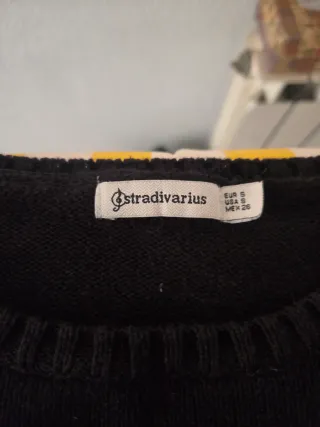 stradivarius
EUR S
USA S
MEX 26